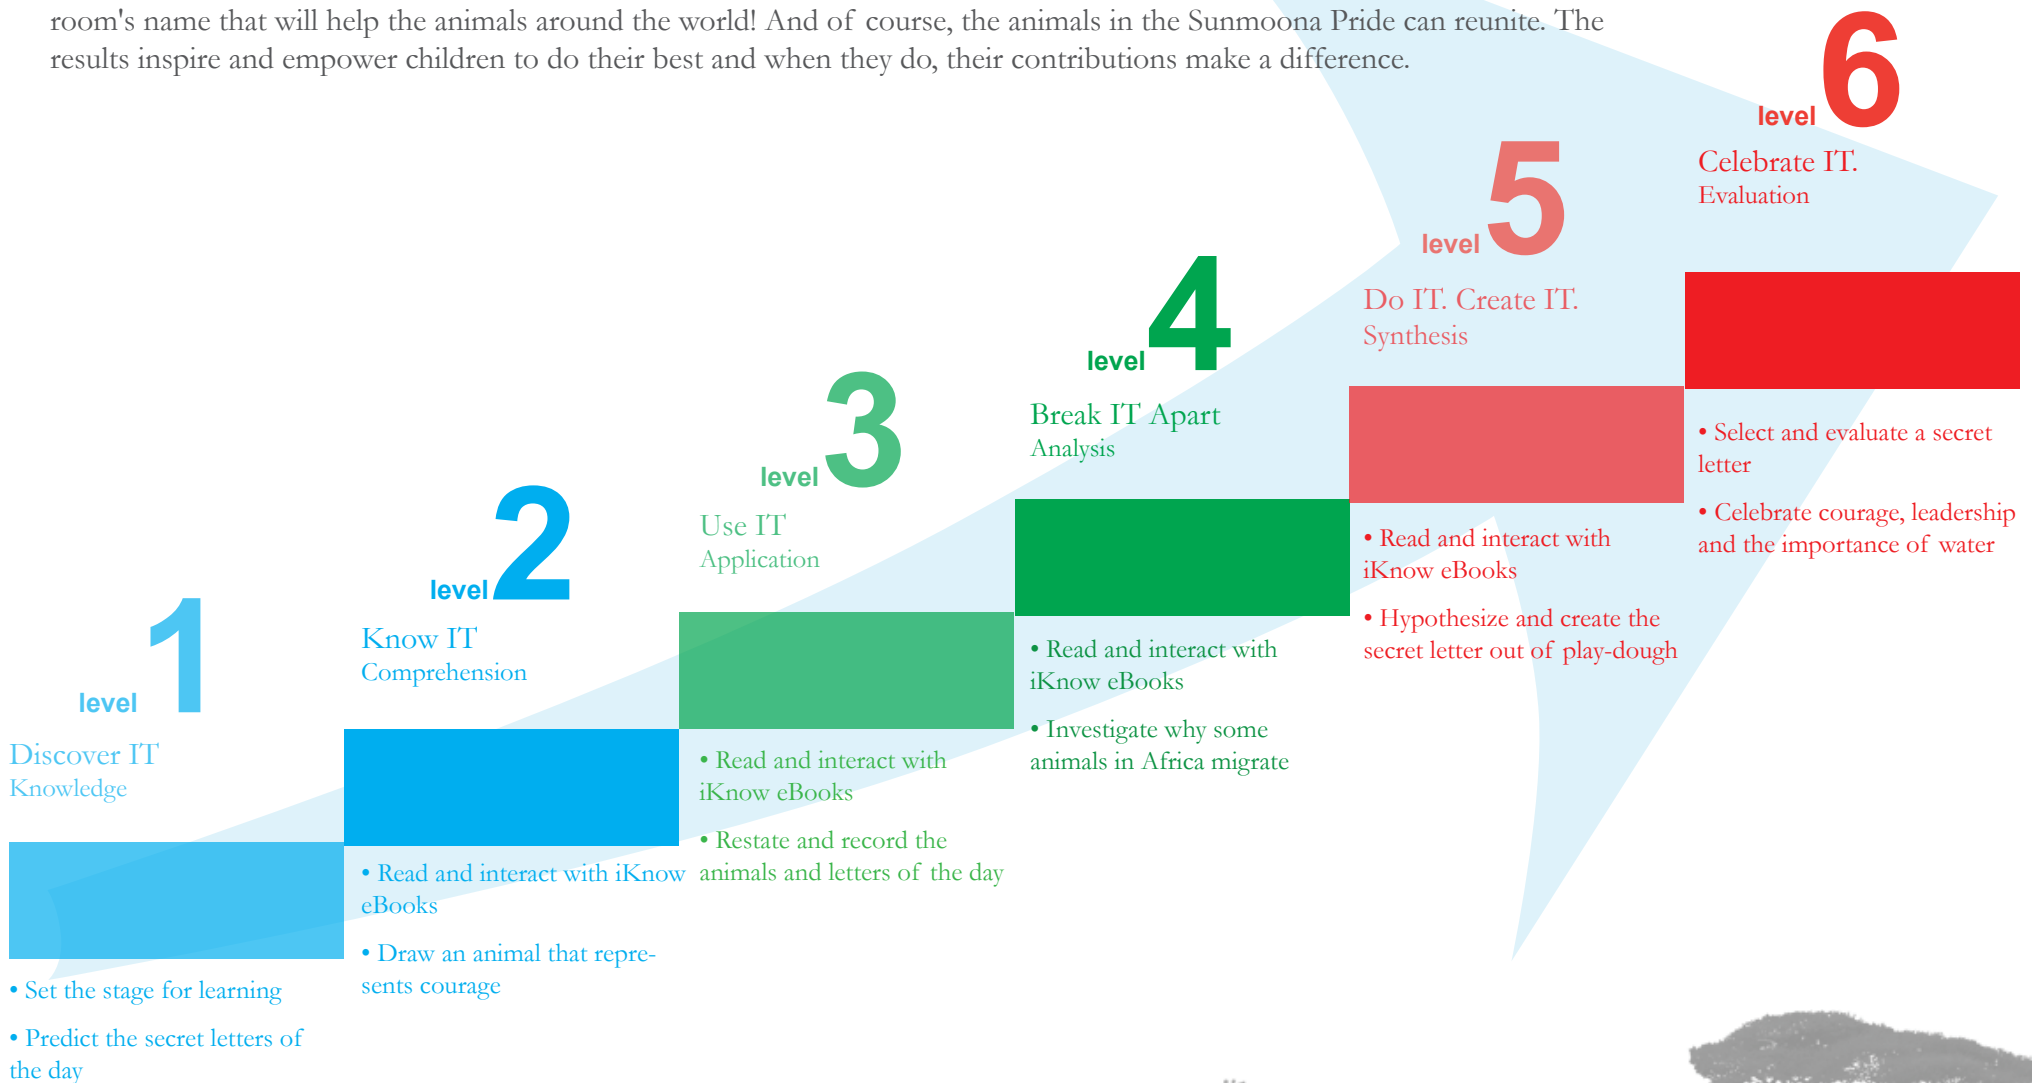 room's name that will help the animals around the world! And of course, the animals in the Sunmoona Pride can reunite. The
results inspire and empower children to do their best and when they do, their contributions make a difference.
level 1
Discover IT
Knowledge
• Set the stage for learning
• Predict the secret letters of
the day
level 2
Know IT
Comprehension
• Read and interact with iKnow
eBooks
• Draw an animal that repre-
sents courage
level 3
Use IT
Application
• Read and interact with
iKnow eBooks
• Restate and record the
animals and letters of the day
level 4
Break IT Apart
Analysis
• Read and interact with
iKnow eBooks
• Investigate why some
animals in Africa migrate
level 5
Do IT. Create IT.
Synthesis
• Read and interact with
iKnow eBooks
• Hypothesize and create the
secret letter out of play-dough
level 6
Celebrate IT.
Evaluation
• Select and evaluate a secret
letter
• Celebrate courage, leadership
and the importance of water